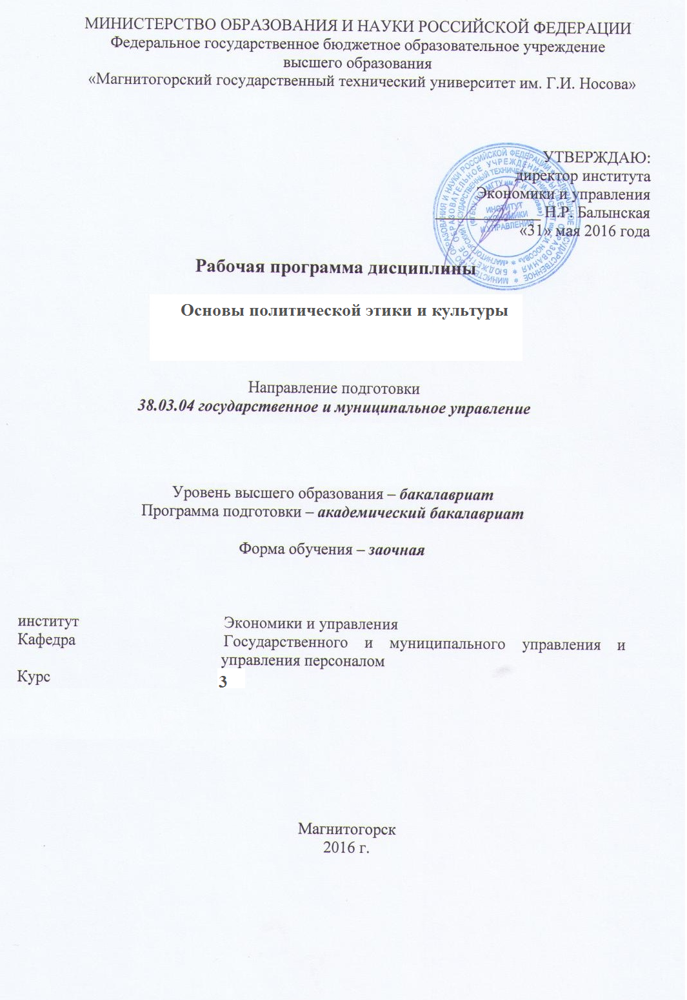 МИНИСТЕРСТВО ОБРАЗОВАНИЯ И НАУКИ РОССИЙСКОЙ ФЕДЕРАЦИИ
Федеральное государственное бюджетное образовательное учреждение
высшего образования
«Магнитогорский государственный технический университет им. Г.И. Носова»
УТВЕРЖДАЮ:
директор института
Экономики и управления
Н.Р. Балынская
«31» мая 2016 года
ИНСТИТУТ
ЭКОНОМИКИ
И УПРАВЛЕНИЯ
Рабочая программа дисциплины
Основы политической этики и культуры
Направление подготовки
38.03.04 государственное и муниципальное управление
Уровень высшего образования – бакалавриат
Программа подготовки – академический бакалавриат
Форма обучения – заочная
институт Экономики и управления
Кафедра Государственного и муниципального управления и
управления персоналом
Курс 3
Магнитогорск
2016 г.